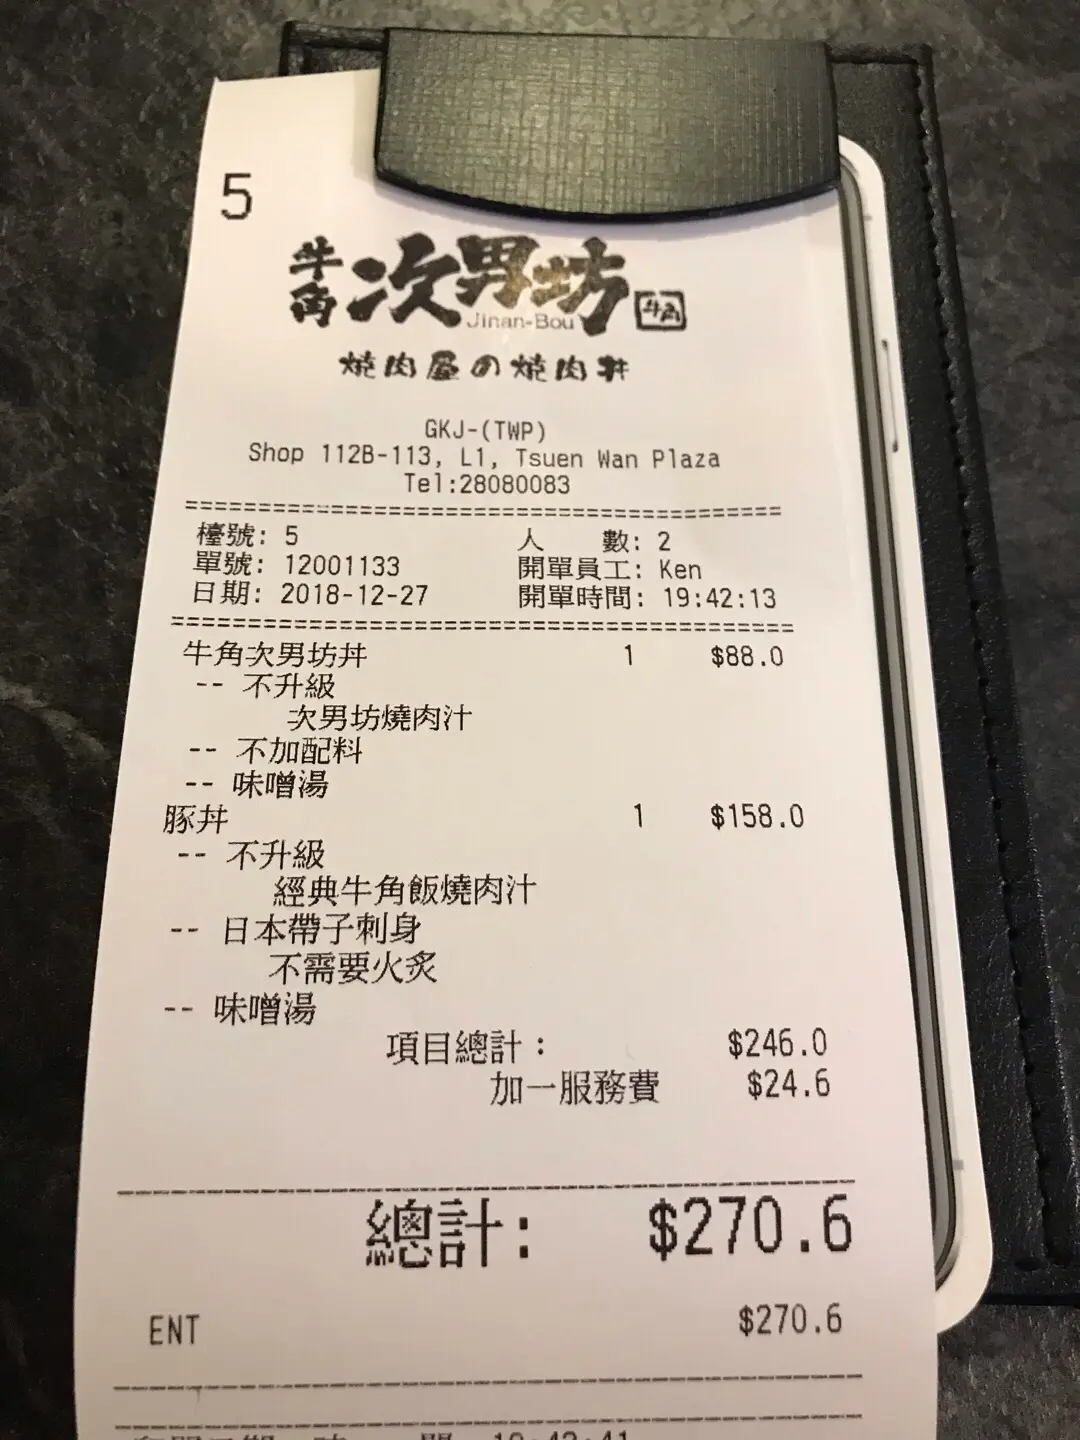 5
牛角次男坊
Jinan-Bou
牛角
焼肉屋の焼肉丼
GKJ-(TWP)
Shop 112B-113, L1, Tsuen Wan Plaza
Tel:28080083
檯號: 5 人 數: 2
單號: 12001133 開單員工: Ken
日期: 2018-12-27 開單時間: 19:42:13
牛角次男坊丼 1 $88.0
-- 不升級
次男坊燒肉汁
-- 不加配料
-- 味噌湯
豚丼 1 $158.0
-- 不升級
經典牛角飯燒肉汁
-- 日本帶子刺身
不需要火炙
-- 味噌湯
項目總計： $246.0
加一服務費 $24.6
總計: $270.6
ENT $270.6